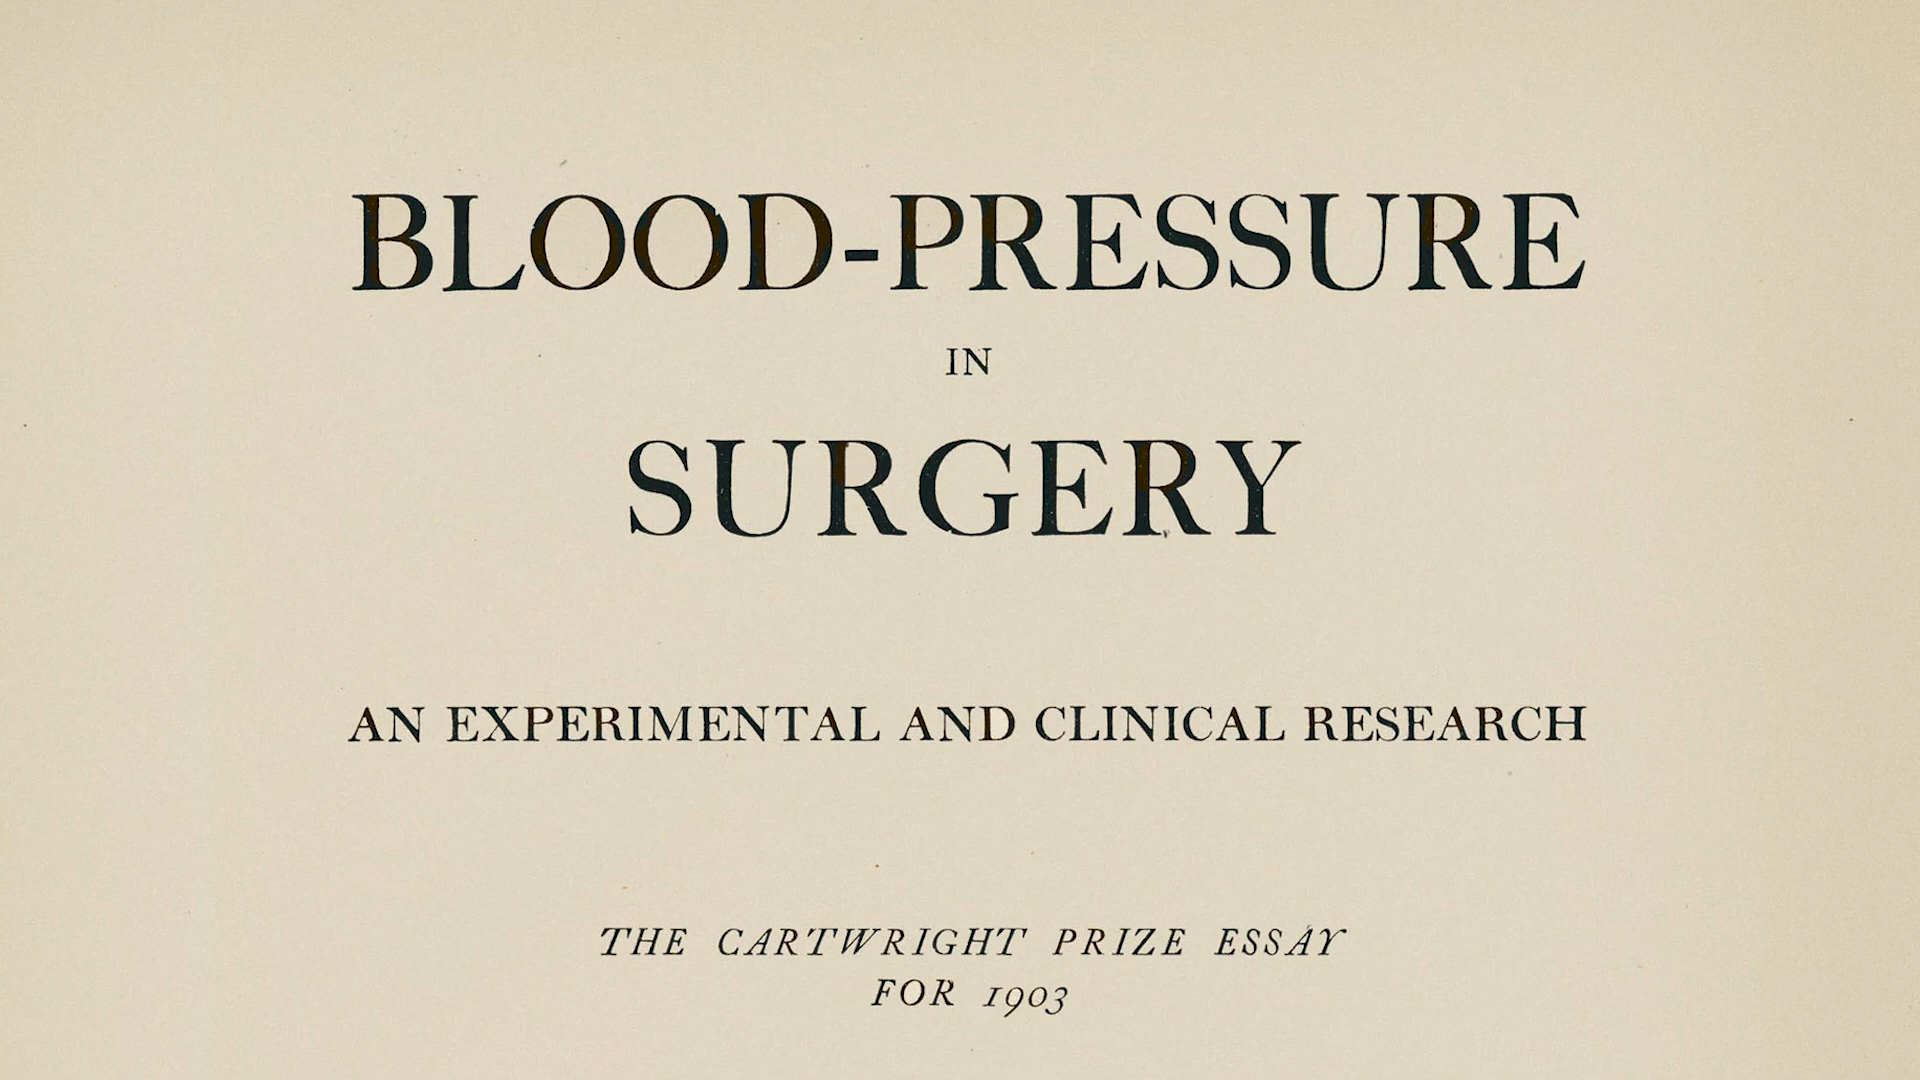 BLOOD-PRESSURE
IN
SURGERY
AN EXPERIMENTAL AND CLINICAL RESEARCH
THE CARTWRIGHT PRIZE ESSAY
FOR 1903